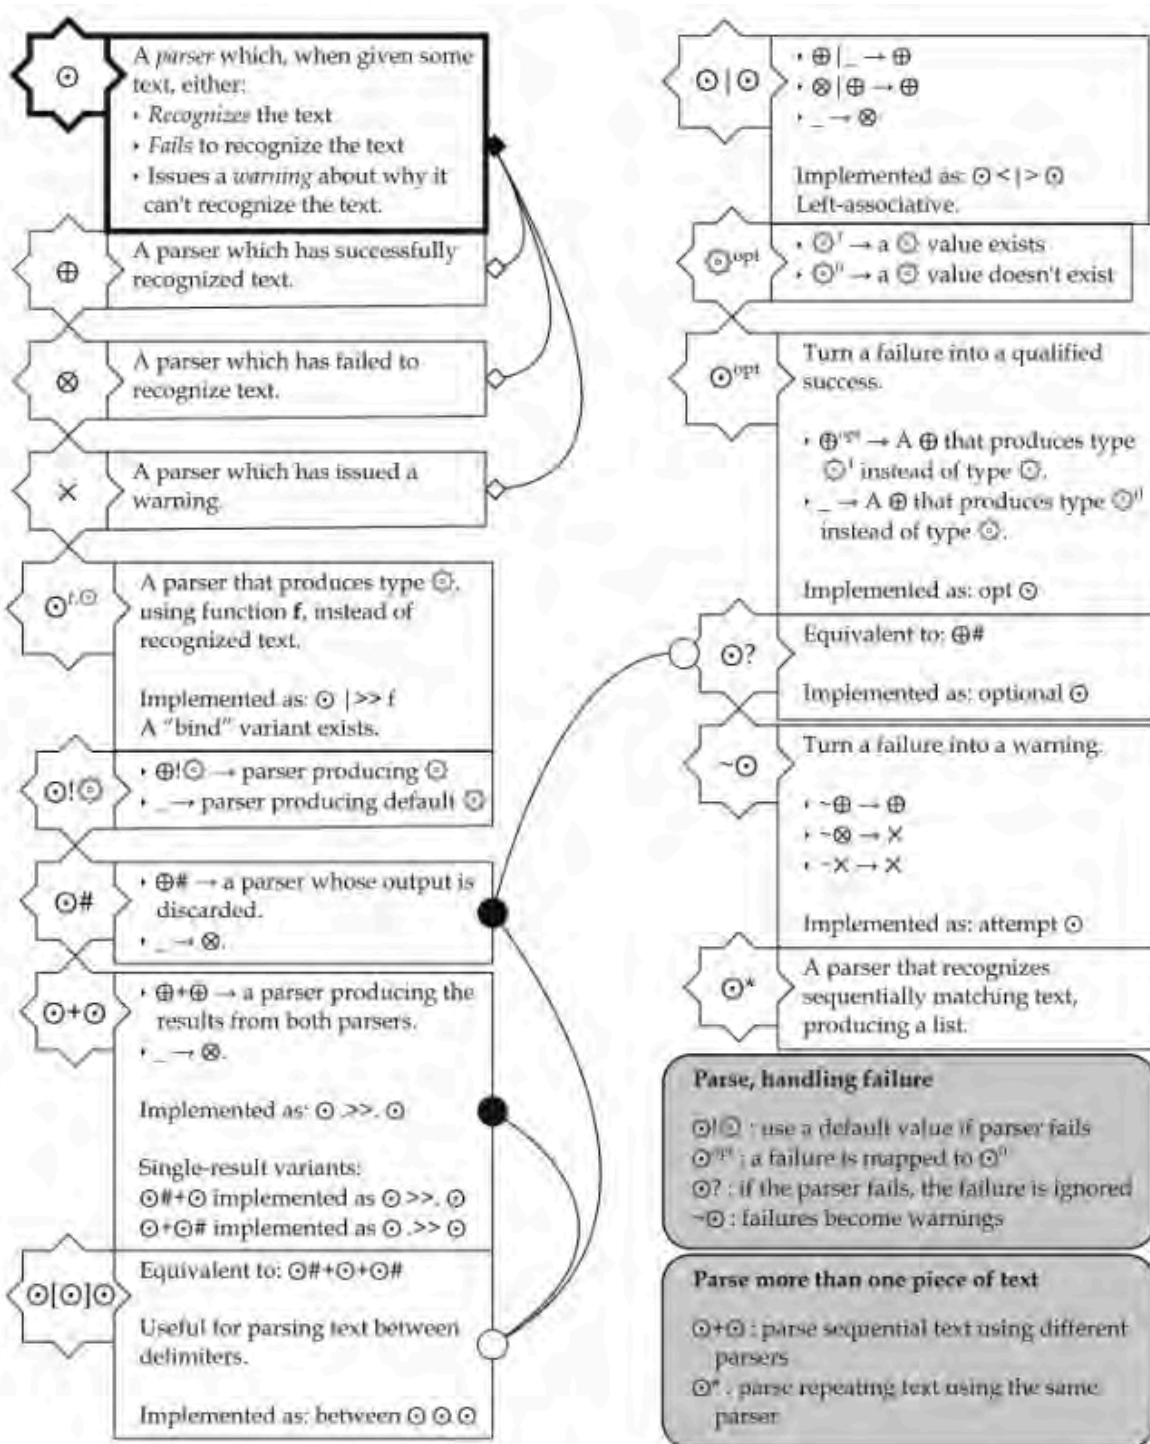 ⊙
A parser which, when given some
text, either:
‣ Recognizes the text
‣ Fails to recognize the text
‣ Issues a warning about why it
can't recognize the text.
⊕
A parser which has successfully
recognized text.
⊗
A parser which has failed to
recognize text.
×
A parser which has issued a
warning.
⊙f.۞
A parser that produces type ۞,
using function f, instead of
recognized text.
Implemented as: ⊙ |>> f
A “bind” variant exists.
⊙!۞
‣ ⊕!۞ → parser producing ۞
‣ _ → parser producing default ۞
⊙#
‣ ⊕# → a parser whose output is
discarded.
‣ _ → ⊗.
⊙+⊙
‣ ⊕+⊕ → a parser producing the
results from both parsers.
‣ _ → ⊗.
Implemented as: ⊙ .>>. ⊙
Single-result variants:
⊙#+⊙ implemented as ⊙ >>. ⊙
⊙+⊙# implemented as ⊙ .>> ⊙
⊙[⊙]⊙
Equivalent to: ⊙#+⊙+⊙#
Useful for parsing text between
delimiters.
Implemented as: between ⊙ ⊙ ⊙
⊙|⊙
‣ ⊕|_ → ⊕
‣ ⊗|⊕ → ⊕
‣ _ → ⊗
Implemented as: ⊙ <|> ⊙
Left-associative.
۞opt
‣ ۞1 → a ۞ value exists
‣ ۞0 → a ۞ value doesn't exist
⊙opt
Turn a failure into a qualified
success.
‣ ⊕opt → A ⊕ that produces type
۞1 instead of type ۞.
‣ _ → A ⊕ that produces type ۞0
instead of type ۞.
Implemented as: opt ⊙
⊙?
Equivalent to: ⊕#
Implemented as: optional ⊙
~⊙
Turn a failure into a warning.
‣ ~⊕ → ⊕
‣ ~⊗ → ×
‣ ~× → ×
Implemented as: attempt ⊙
⊙*
A parser that recognizes
sequentially matching text,
producing a list.
Parse, handling failure
⊙!۞ : use a default value if parser fails
⊙opt : a failure is mapped to ۞0
⊙? : if the parser fails, the failure is ignored
~⊙ : failures become warnings
Parse more than one piece of text
⊙+⊙ : parse sequential text using different
parsers
⊙* : parse repeating text using the same
parser